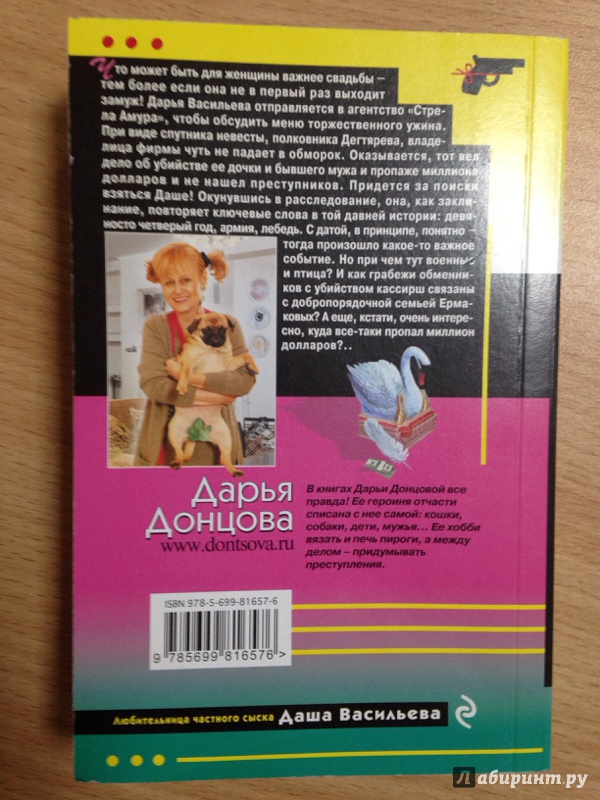 Что может быть для женщины важнее свадьбы –
тем более если она не в первый раз выходит
замуж! Дарья Васильева отправляется в агентство «Стре-
ла Амура», чтобы обсудить меню торжественного ужина.
При виде спутника невесты, полковника Дегтярева, владе-
лица фирмы чуть не падает в обморок. Оказывается, тот вел
дело об убийстве ее дочки и бывшего мужа и пропаже миллиона
долларов и не нашел преступников. Придется за поиски
взяться Даше! Окунувшись в расследование, она, как закли-
нание, повторяет ключевые слова в той давней истории: девя-
носто четверый год, армия, лебедь. С датой, в принципе, понятно –
тогда произошло какое-то важное
событие. Но при чем тут военные
и птица? И как грабежи обменни-
ков с убийством кассирш связаны
с добропорядочной семьей Ерма-
ковых? А еще, кстати, очень интере-
сно, куда все-таки пропал миллион
долларов?..
Дарья
Донцова
www.dontsova.ru
В книгах Дарьи Донцовой все
правда! Ее героиня отчасти
списана с нее самой: кошки,
собаки, дети, мужья... Ее хобби
вязать и печь пироги, а между
делом – придумывать
преступления.
ISBN 978-5-699-81657-6
9 785699 816576 >
Любительница частного сыска Даша Васильева
Лабиринт.ру